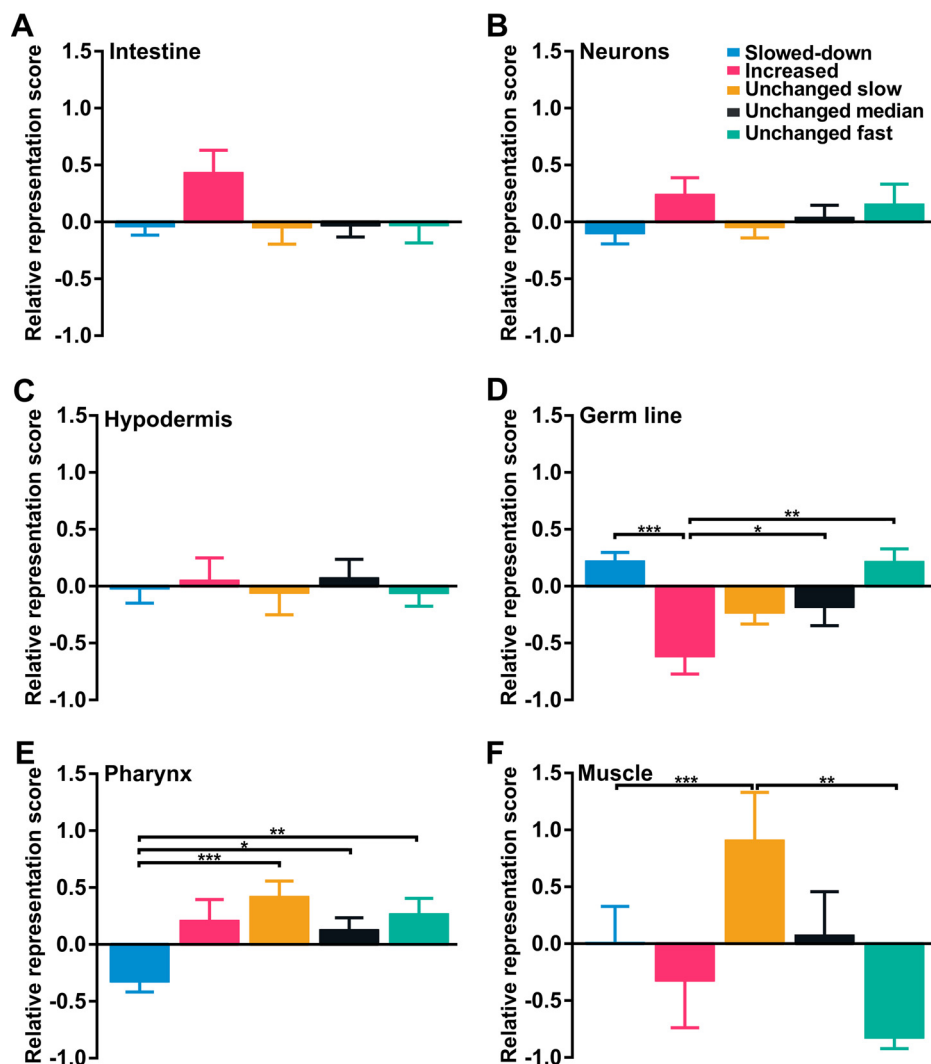 A
Intestine
Relative representation score
1.5
1.0
0.5
0.0
-0.5
-1.0
B
Neurons
Relative representation score
1.5
1.0
0.5
0.0
-0.5
-1.0
Slowed-down
Increased
Unchanged slow
Unchanged median
Unchanged fast
C
Hypodermis
Relative representation score
1.5
1.0
0.5
0.0
-0.5
-1.0
D
Germ line
Relative representation score
1.5
1.0
0.5
0.0
-0.5
-1.0
**
***
*
E
Pharynx
Relative representation score
1.5
1.0
0.5
0.0
-0.5
-1.0
**
*
***
F
Muscle
Relative representation score
1.5
1.0
0.5
0.0
-0.5
-1.0
***
**